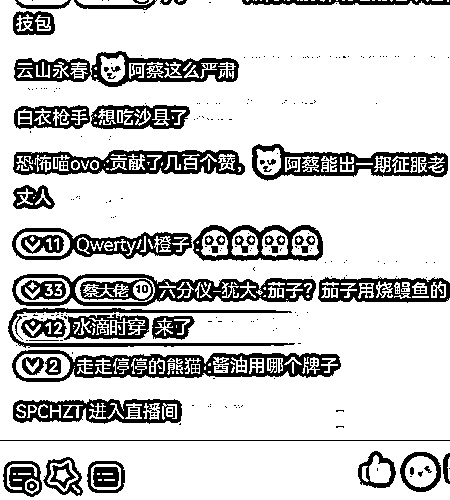 技包
云山永春：阿蔡这么严肃
白衣枪手：想吃沙县了
恐怖喵ovo：贡献了几百个赞，阿蔡能出一期征服老
丈人
11 Qwerty小橙子：
33 蔡大佬 10 六分仪-犹大：茄子？茄子用烧鳗鱼的
12 水滴时穿 来了
2 走走停停的熊猫：酱油用哪个牌子
SPCHZT 进入直播间